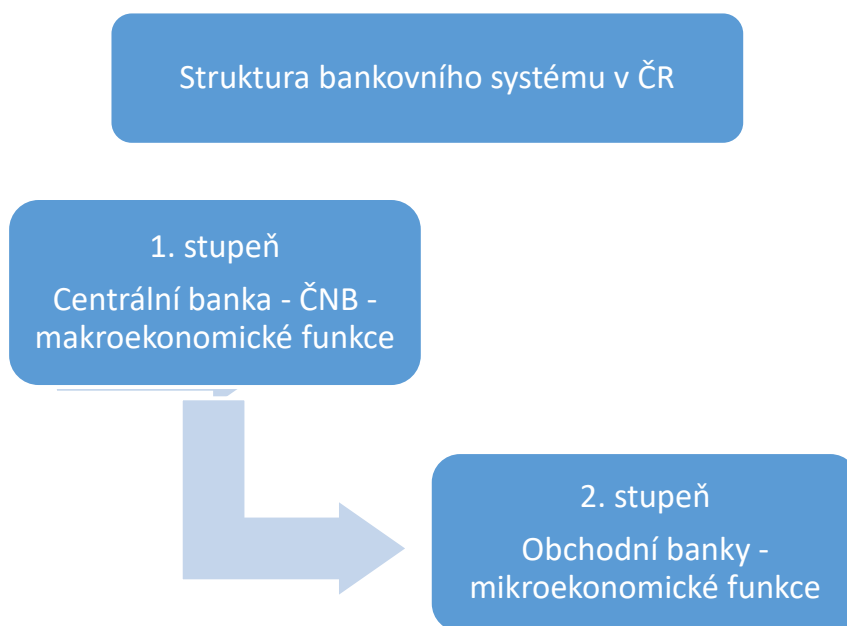 Struktura bankovního systému v ČR
1. stupeň
Centrální banka - ČNB -
makroekonomické funkce
2. stupeň
Obchodní banky -
mikroekonomické funkce